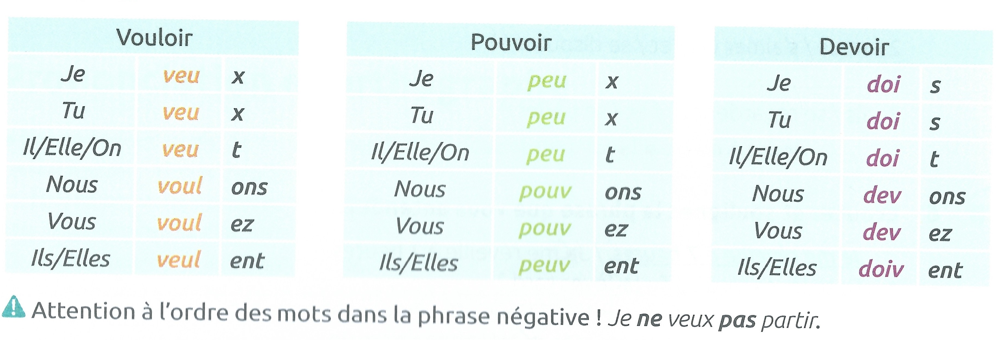 Vouloir Pouvoir Devoir
Je veu x Je peu x Je doi s
Tu veu x Tu peu x Tu doi s
Il/Elle/On veu t Il/Elle/On peu t Il/Elle/On doi t
Nous voul ons Nous pouv ons Nous dev ons
Vous voul ez Vous pouv ez Vous dev ez
Ils/Elles veul ent Ils/Elles peuv ent Ils/Elles doiv ent
Attention à l'ordre des mots dans la phrase négative ! Je ne veux pas partir.